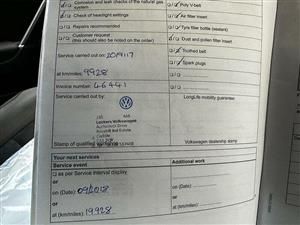 Corrosion and leak checks of the natural gas system
Poly V-belt
Check of headlight settings
Air filter insert
Repairs recommended
Tyre filler bottle (sealant)
Customer request
(this should also be noted on the order)
Dust and pollen filter insert
Service carried out on:
Toothed belt
at km/miles: 9928
Spark plugs
Invoice number: 46441
Service carried out by:
LongLife mobility guarantee
Volkswagen
Carlisle
Stamp of qualified
Volkswagen dealership stamp
Your next services
Service event
Additional work
as per Service Interval display
or
on (Date): 09/2018
on (Date):
or
or
at (km/miles): 19928
at (km/miles):